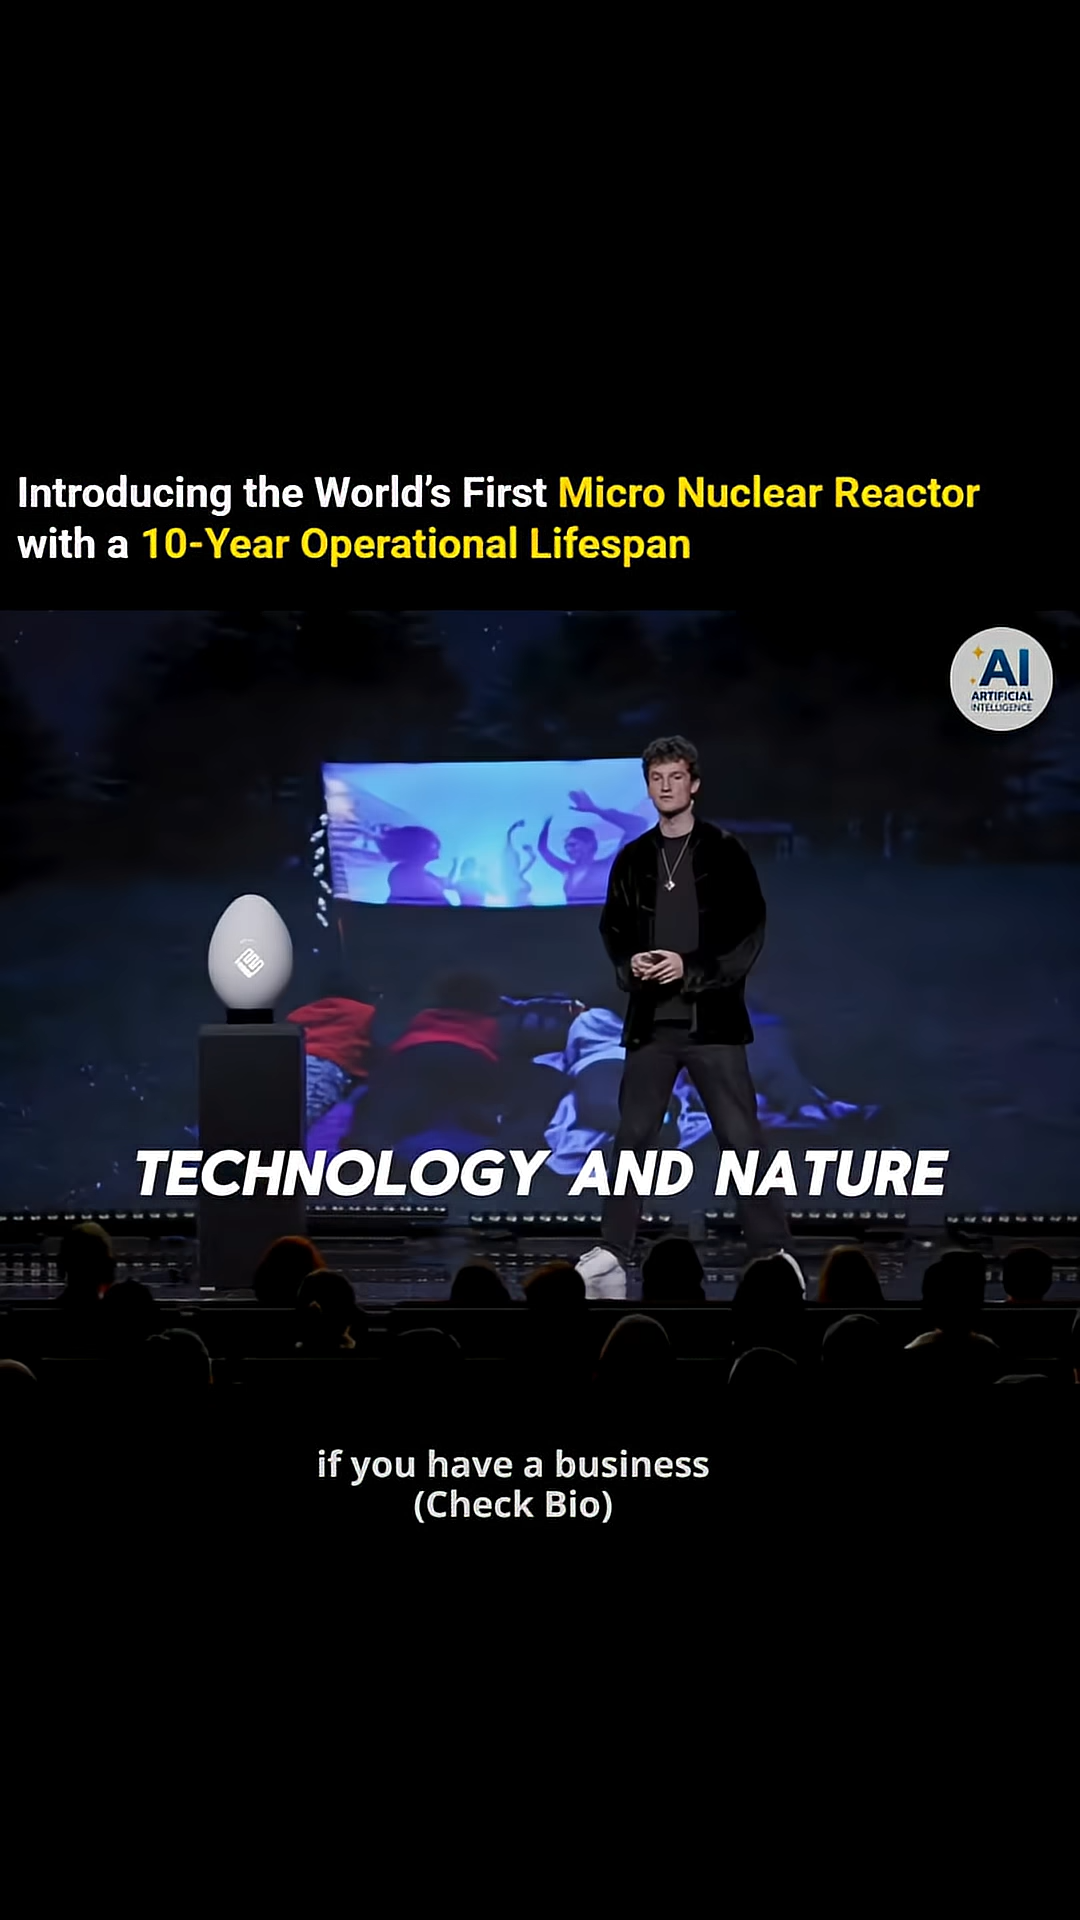 Introducing the World’s First Micro Nuclear Reactor
with a 10-Year Operational Lifespan
AI
ARTIFICIAL
INTELLIGENCE
TECHNOLOGY AND NATURE
if you have a business
(Check Bio)